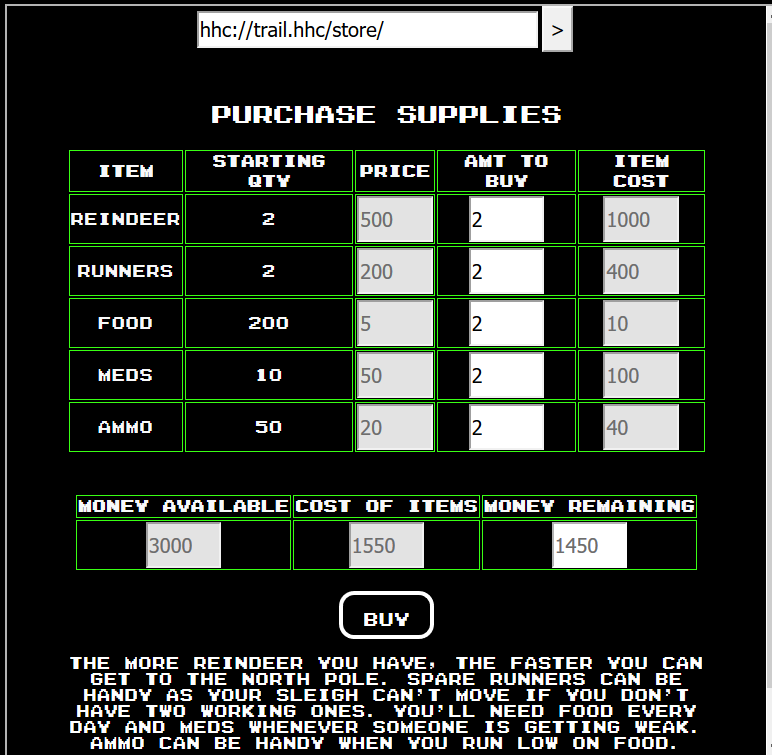 hhc://trail.hhc/store/ >
PURCHASE SUPPLIES
ITEM STARTING QTY PRICE AMT TO BUY ITEM COST
REINDEER 2 500 2 1000
RUNNERS 2 200 2 400
FOOD 200 5 2 10
MEDS 10 50 2 100
AMMO 50 20 2 40
MONEY AVAILABLE COST OF ITEMS MONEY REMAINING
3000 1550 1450
BUY
THE MORE REINDEER YOU HAVE, THE FASTER YOU CAN
GET TO THE NORTH POLE. SPARE RUNNERS CAN BE
HANDY AS YOUR SLEIGH CAN'T MOVE IF YOU DON'T
HAVE TWO WORKING ONES. YOU'LL NEED FOOD EVERY
DAY AND MEDS WHENEVER SOMEONE IS GETTING WEAK.
AMMO CAN BE HANDY WHEN YOU RUN LOW ON FOOD.